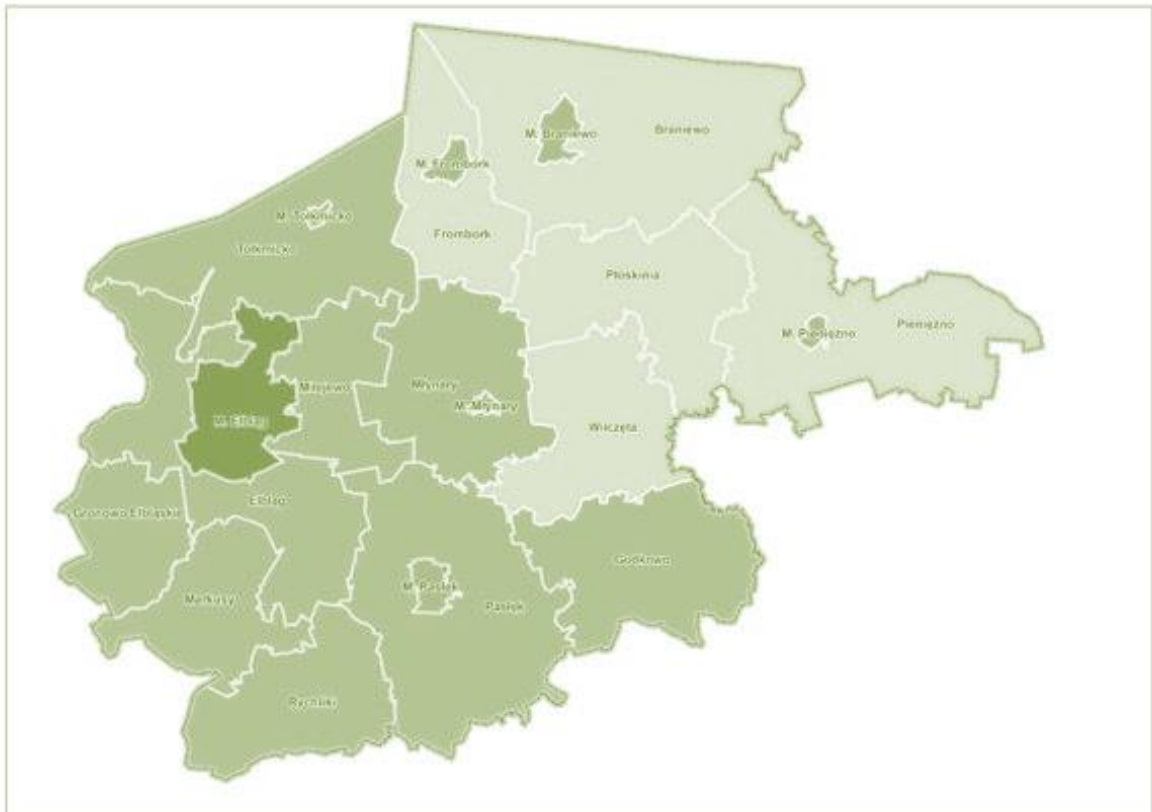 M. Braniewo
Braniewo
M. Frombork
M. Tolkmicko
Frombork
Tolkmicko
Płoskinia
Pieniężno
M. Pieniężno
Milejewo
Młynary
M. Młynary
M. Elbląg
Wilczęta
Elbląg
Gronowo Elbląskie
Godkowo
M. Pasłęk
Markusy
Pasłęk
Rychliki